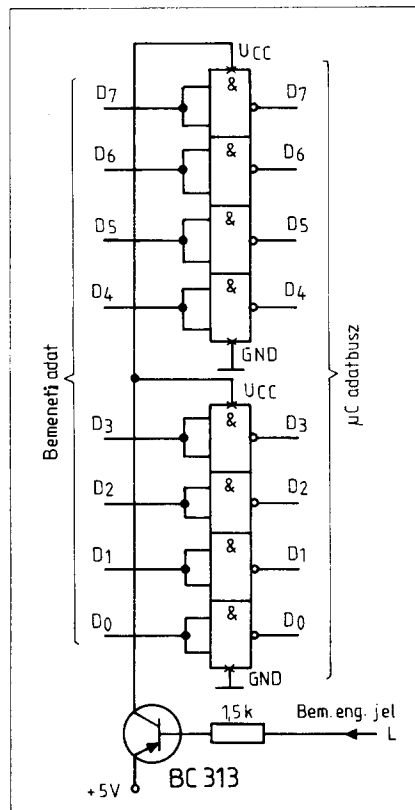 UCC
D7 & D7
D6 & D6
D5 & D5
D4 & D4
GND
UCC
D3 & D3
D2 & D2
D1 & D1
D0 & D0
GND
Bemeneti adat
µC adatbusz
1,5k
Bem. eng. jel
L
BC 313
+5V